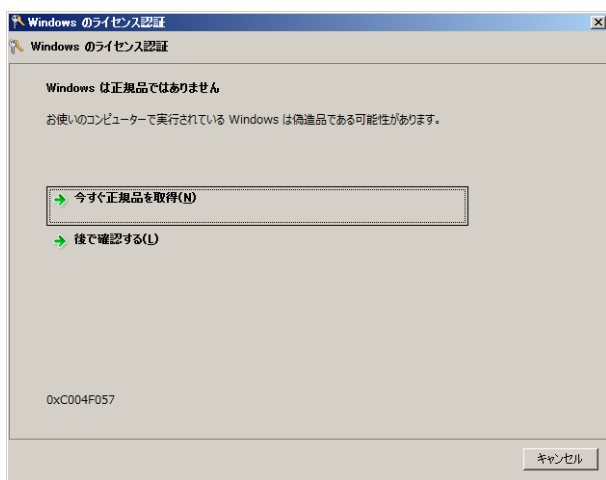 Windows のライセンス認証
Windows のライセンス認証
Windows は正規品ではありません
お使いのコンピューターで実行されている Windows は偽造品である可能性があります。
今すぐ正規品を取得(N)
後で確認する(L)
0xC004F057
キャンセル